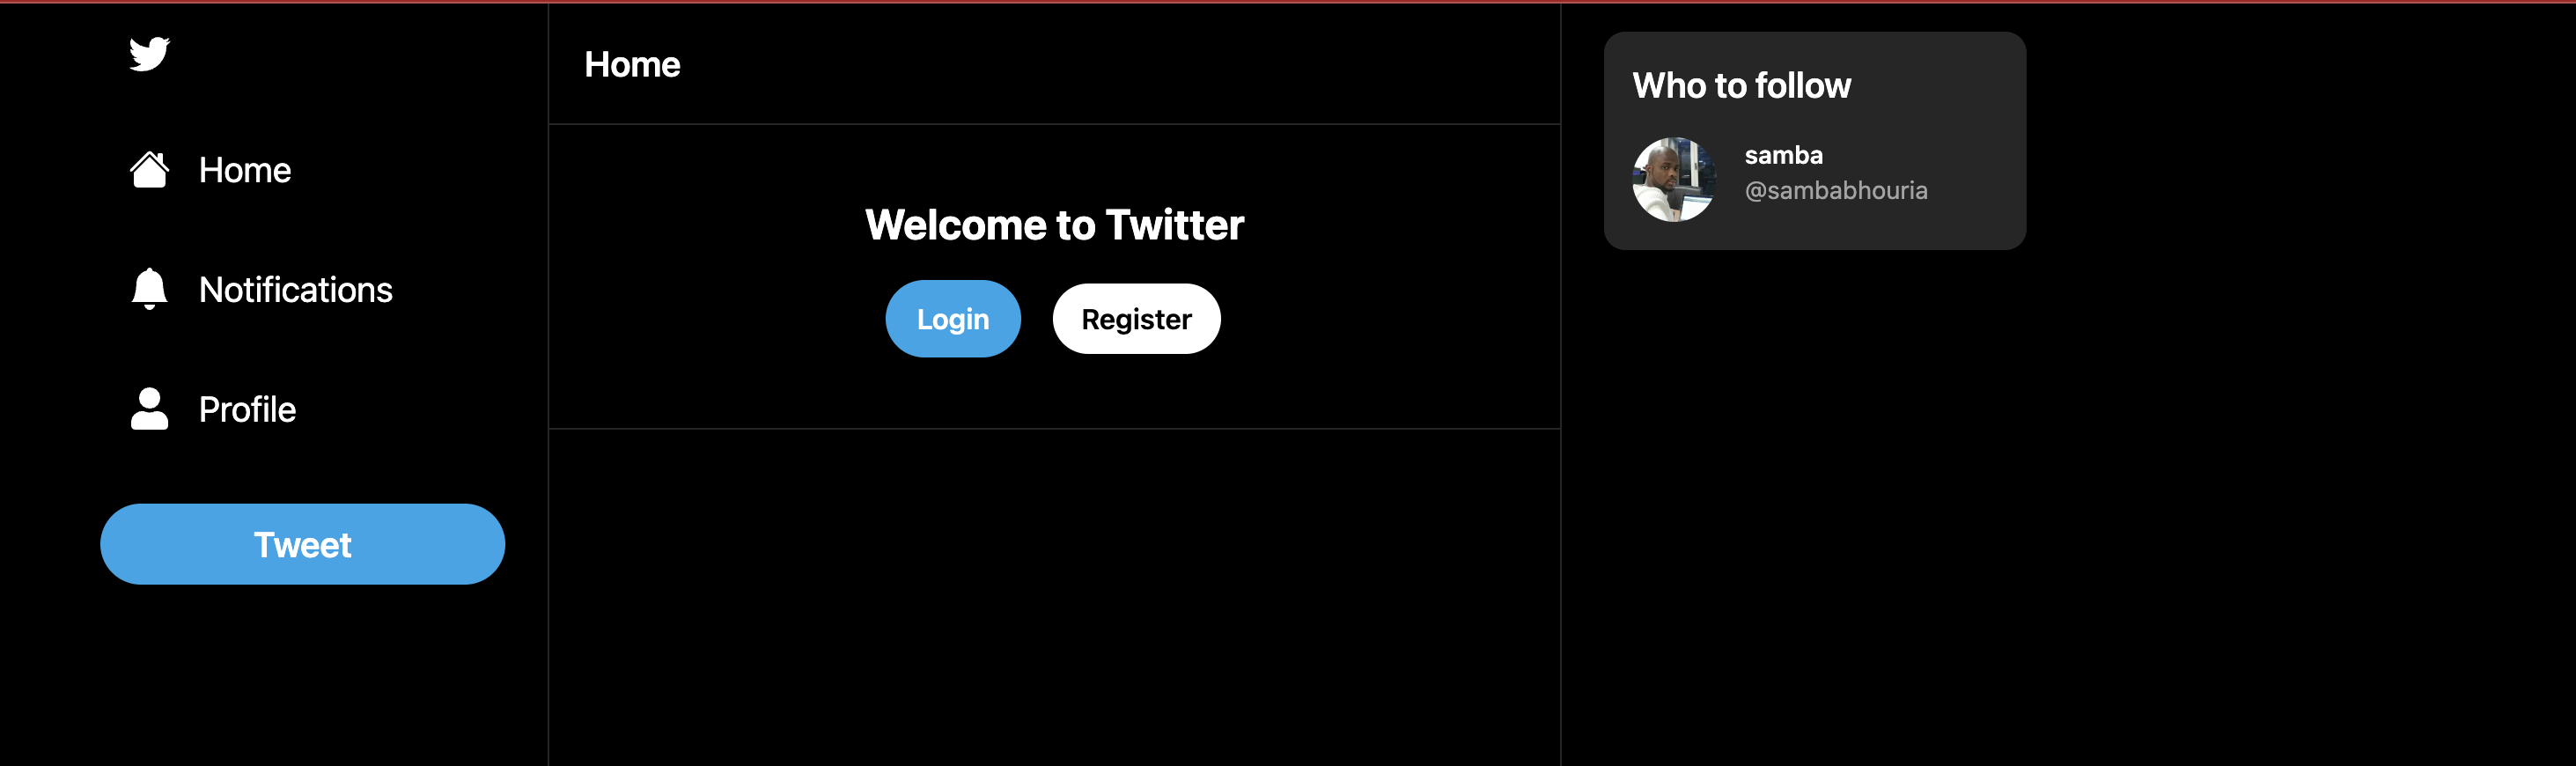 Home
Notifications
Profile
Tweet
Home
Welcome to Twitter
Login
Register
Who to follow
samba
@sambabhouria